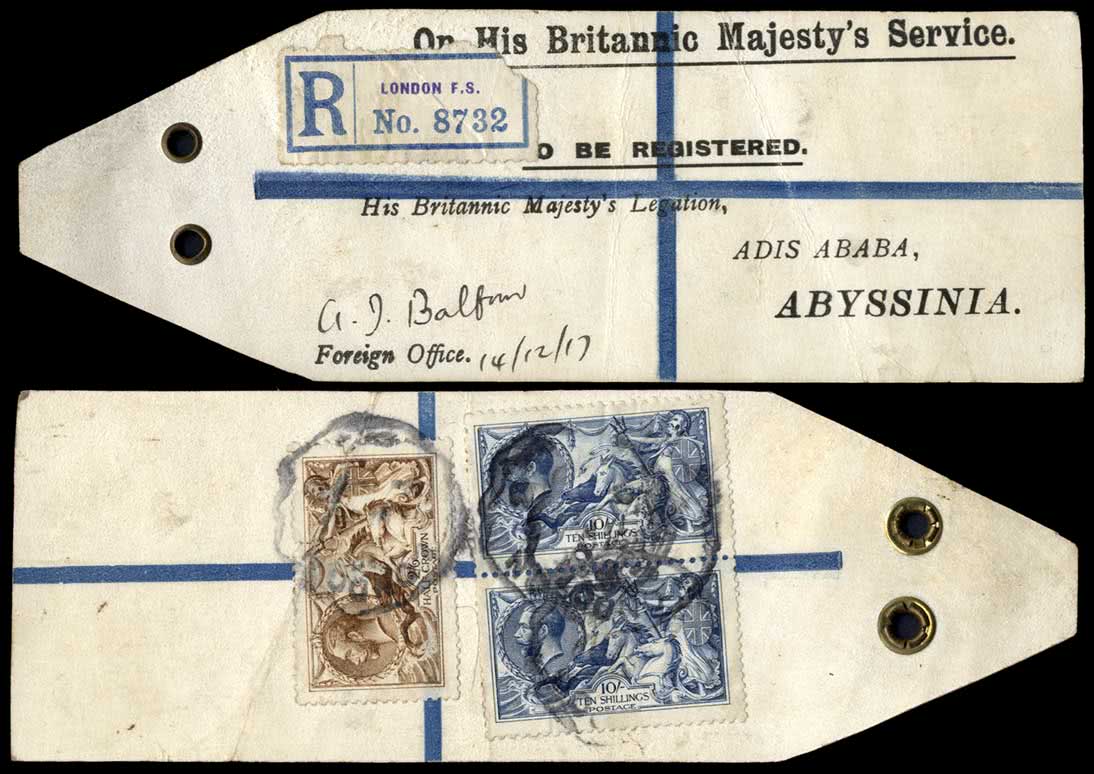 On His Britannic Majesty's Service.
R
LONDON F.S.
No. 8732
O BE REGISTERED.
His Britannic Majesty's Legation,
ADIS ABABA,
ABYSSINIA.
A. J. Balfour
Foreign Office. 14/12/17
2/6
HALF CROWN
POSTAGE
10/-
TEN SHILLINGS
POSTAGE
10/-
TEN SHILLINGS
POSTAGE